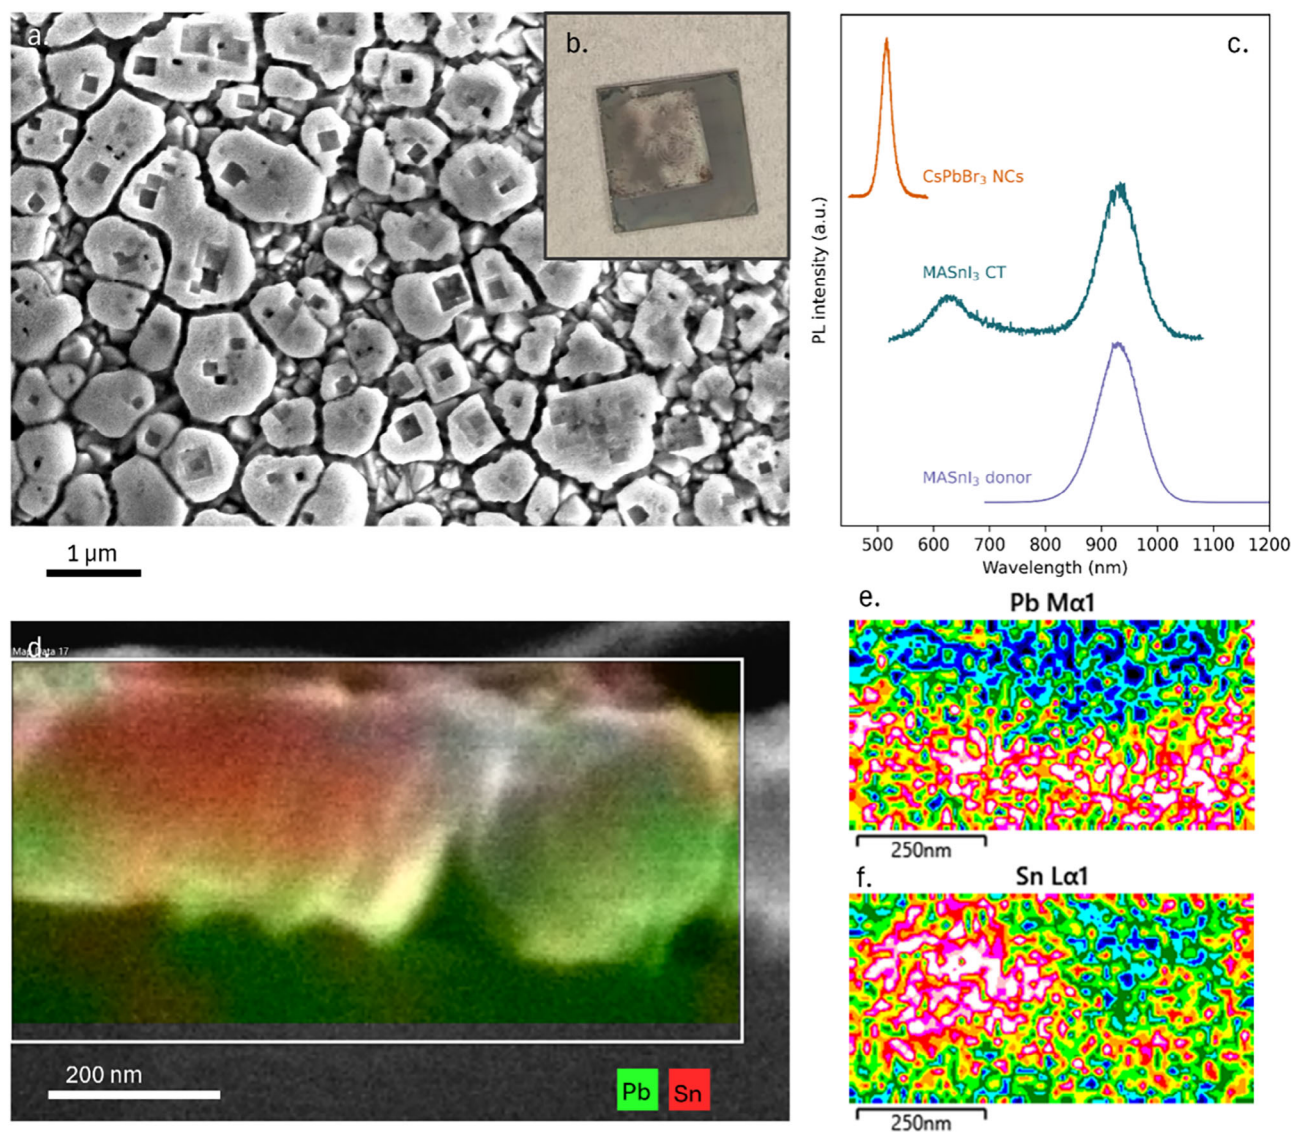 a.
b.
1 μm
c.
CsPbBr₃ NCs
MASnI₃ CT
MASnI₃ donor
PL intensity (a.u.)
500 600 700 800 900 1000 1100 1200
Wavelength (nm)
d.
200 nm
Pb Sn
e.
Pb Mα1
250nm
f.
Sn Lα1
250nm